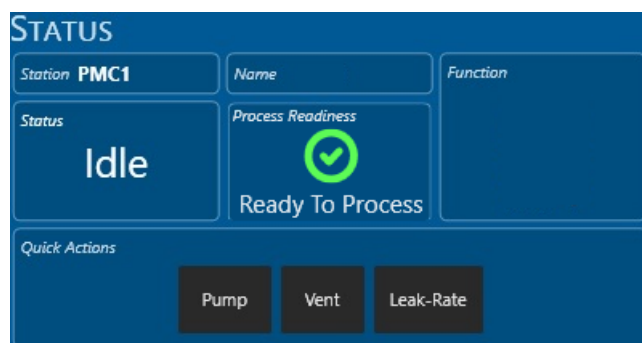 STATUS
Station PMC1
Name
Function
Status
Idle
Process Readiness
Ready To Process
Quick Actions
Pump
Vent
Leak-Rate